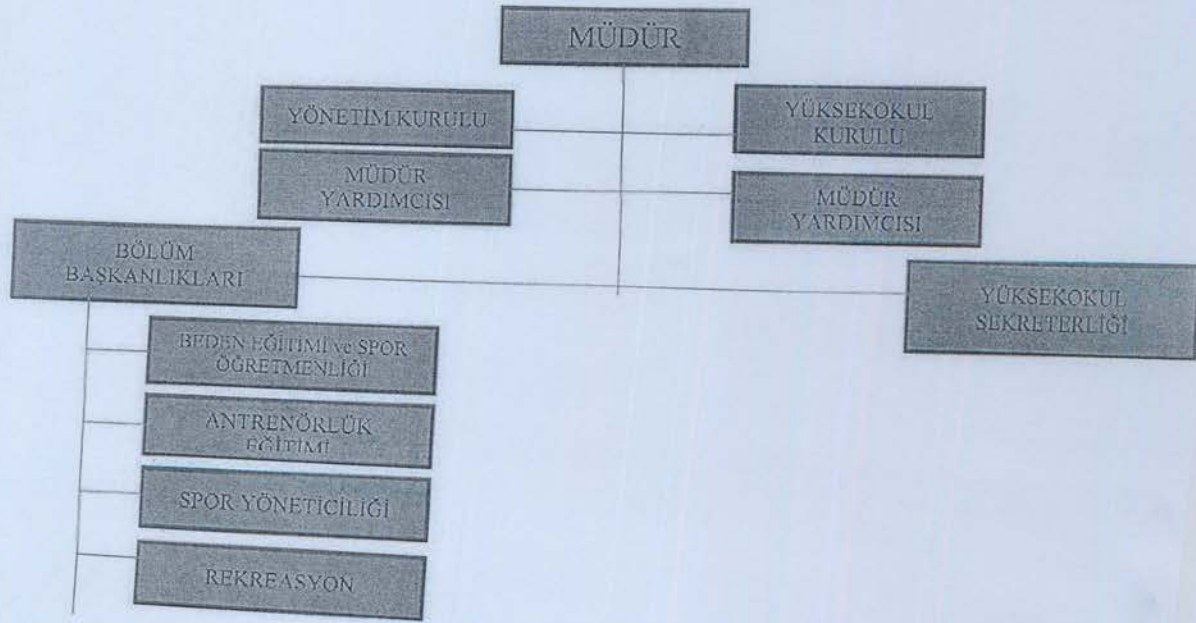 MÜDÜR
YÖNETİM KURULU
YÜKSEKOKUL
KURULU
MÜDÜR
YARDIMCISI
MÜDÜR
YARDIMCISI
BÖLÜM
BAŞKANLIKLARI
YÜKSEKOKUL
SEKRETERLİĞİ
BEDEN EĞİTİMİ ve SPOR
ÖĞRETMENLİĞİ
ANTRENÖRLÜK
EĞİTİMİ
SPOR YÖNETİCİLİĞİ
REKREASYON